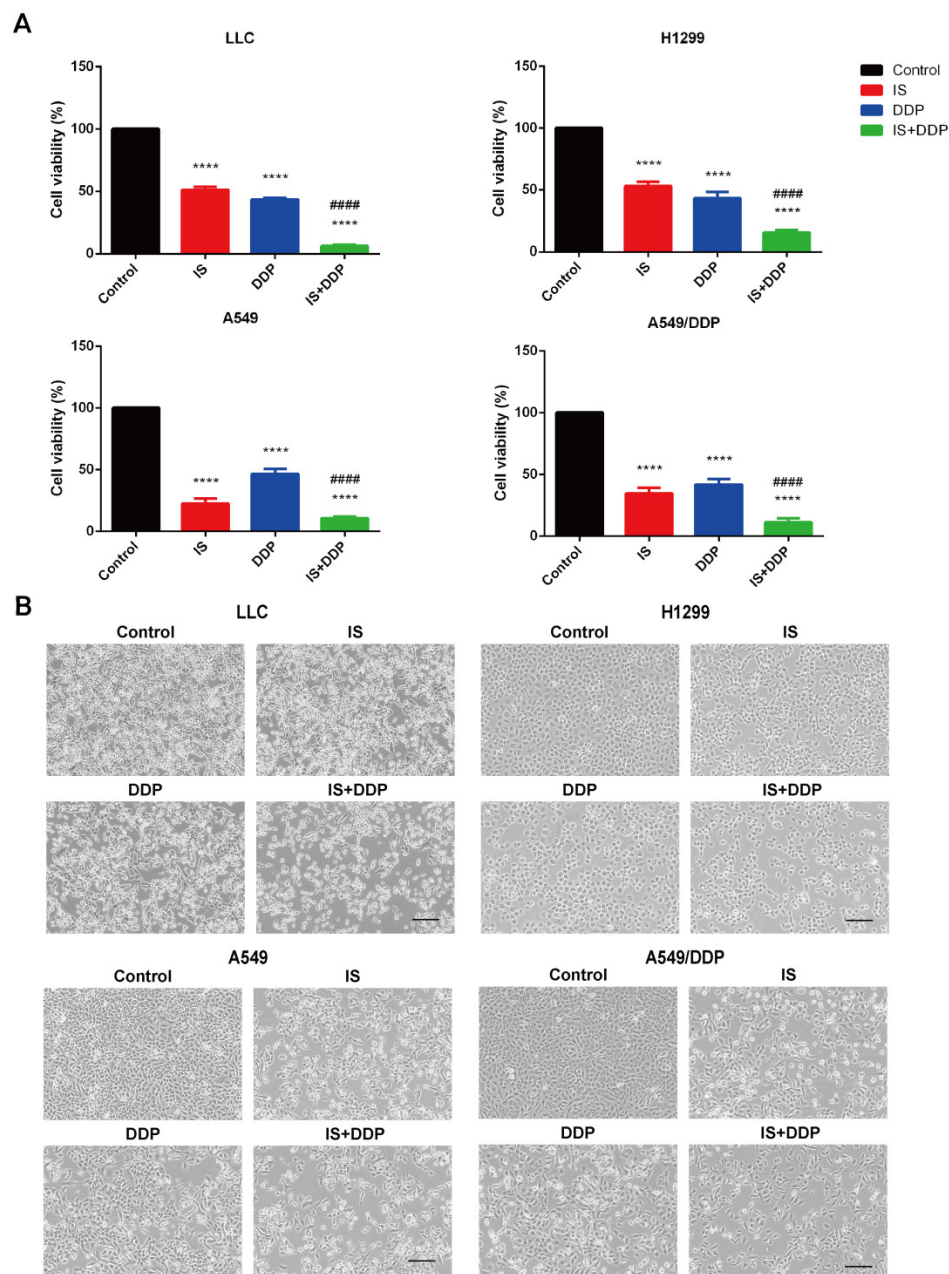 A
LLC
Cell viability (%)
150
100
50
0
****
****
####
****
Control
IS
DDP
IS+DDP
H1299
Cell viability (%)
150
100
50
0
****
****
####
****
Control
IS
DDP
IS+DDP
Control
IS
DDP
IS+DDP
A549
Cell viability (%)
150
100
50
0
****
****
####
****
Control
IS
DDP
IS+DDP
A549/DDP
Cell viability (%)
150
100
50
0
****
****
####
****
Control
IS
DDP
IS+DDP
B
LLC
Control
IS
DDP
IS+DDP
H1299
Control
IS
DDP
IS+DDP
A549
Control
IS
DDP
IS+DDP
A549/DDP
Control
IS
DDP
IS+DDP